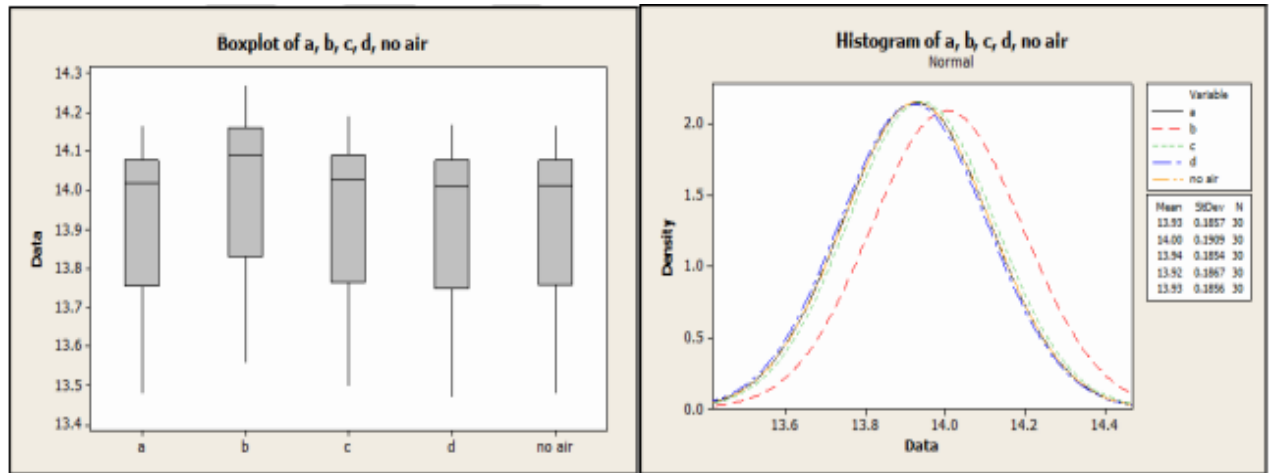 Boxplot of a, b, c, d, no air
Data
14.3
14.2
14.1
14.0
13.9
13.8
13.7
13.6
13.5
13.4
a b c d no air
Histogram of a, b, c, d, no air
Normal
Density
2.0
1.5
1.0
0.5
0.0
13.6 13.8 14.0 14.2 14.4
Data
Variable
a
b
c
d
no air
Mean StDev N
13.93 0.1857 30
14.00 0.1909 30
13.94 0.1854 30
13.92 0.1867 30
13.93 0.1856 30